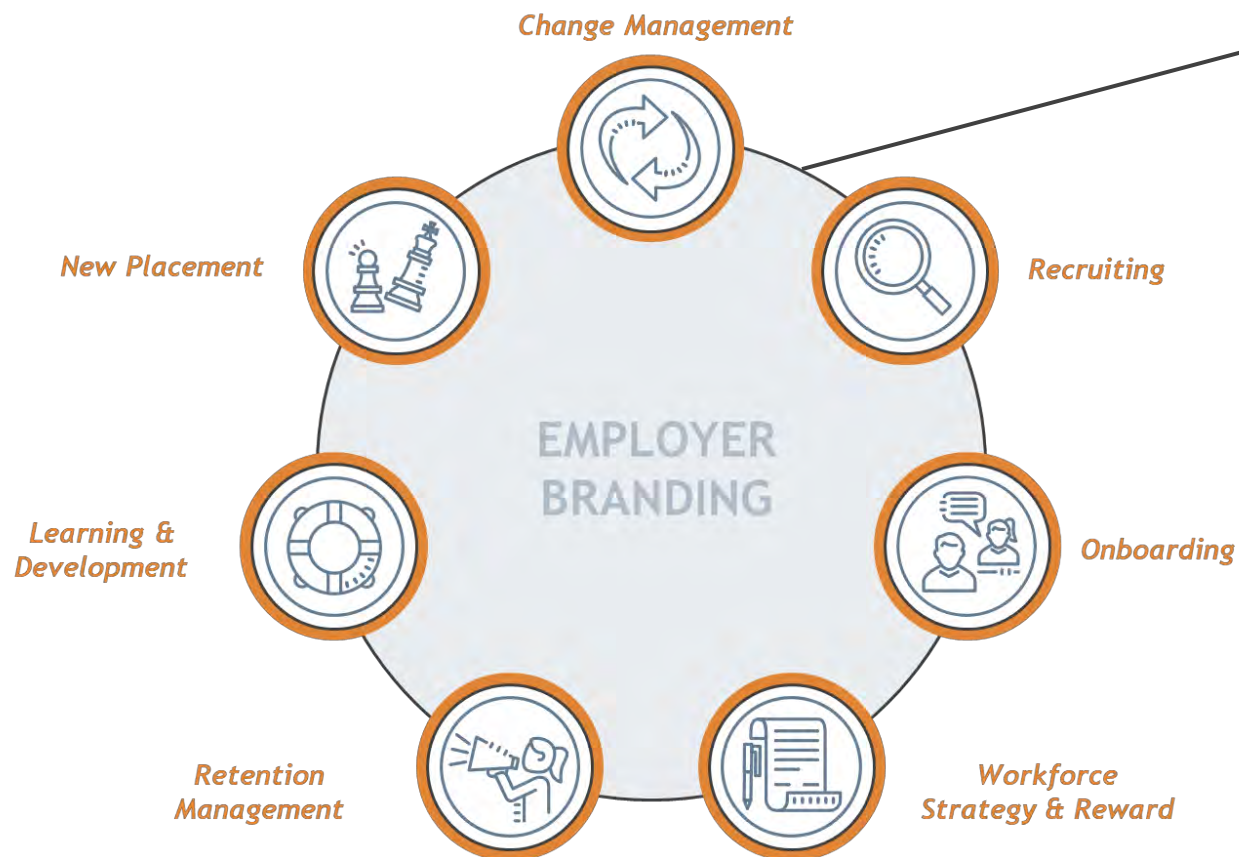 Change Management
New Placement
Recruiting
EMPLOYER
BRANDING
Learning &
Development
Onboarding
Retention
Management
Workforce
Strategy & Reward